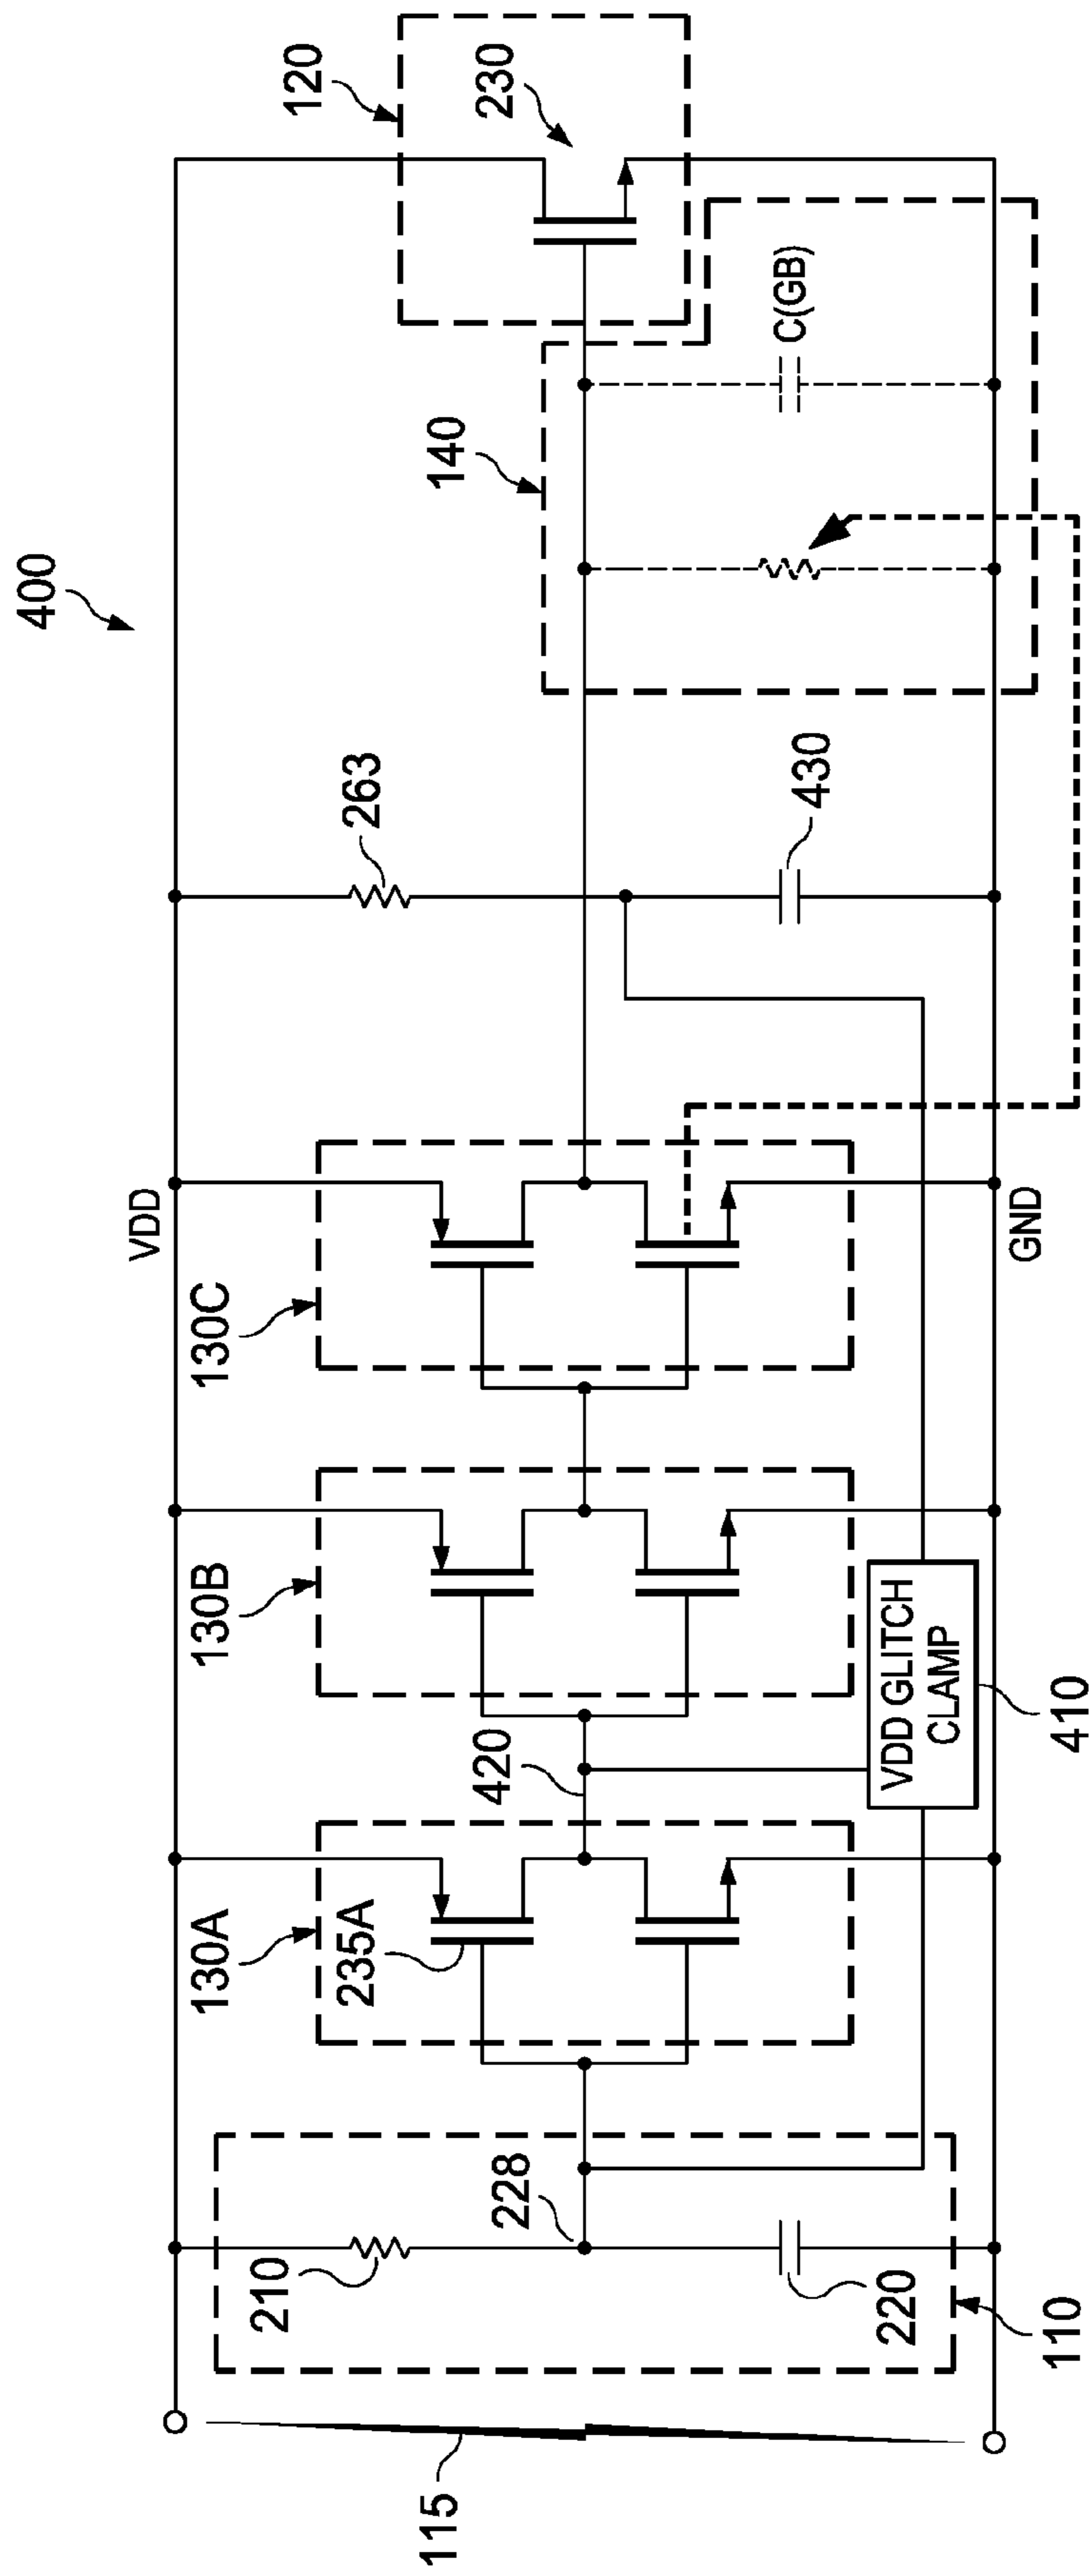 400
120
230
VDD
130A
130B
130C
263
140
235A
210
228
420
430
C(GB)
115
220
VDD GLITCH
CLAMP
GND
110
410